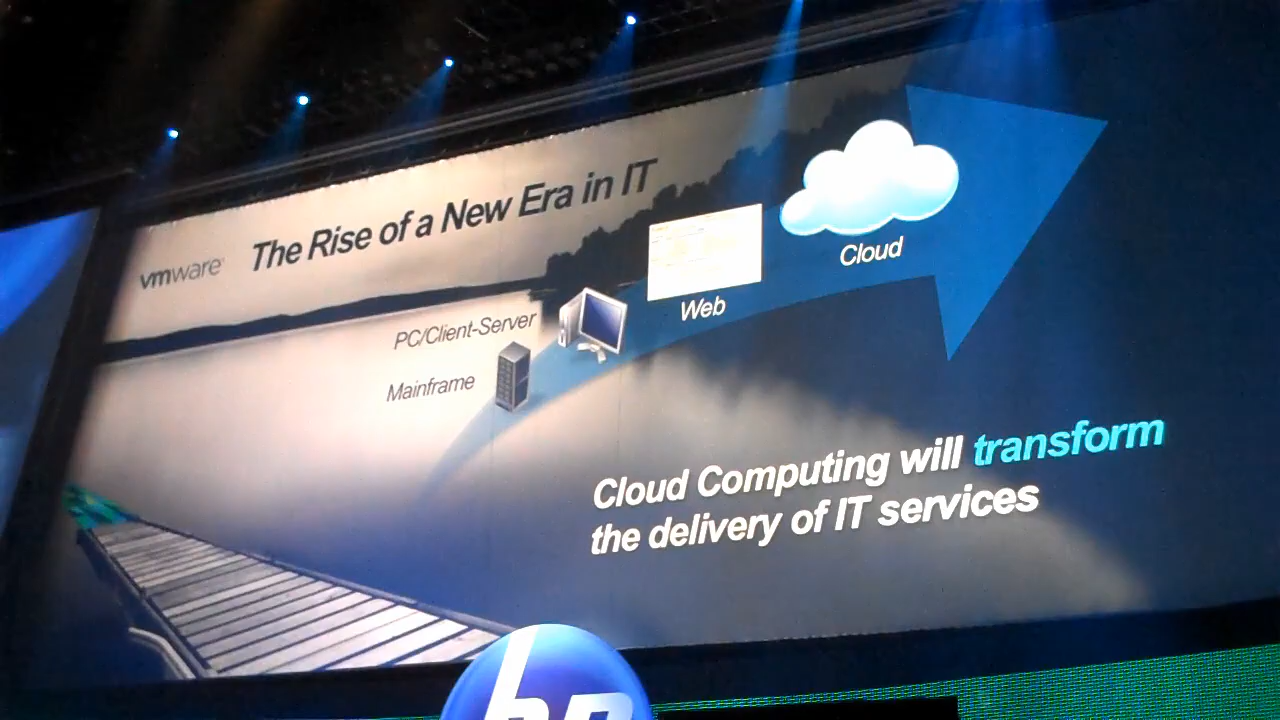 vmware
The Rise of a New Era in IT
PC/Client-Server
Mainframe
Web
Cloud
Cloud Computing will transform
the delivery of IT services
hp